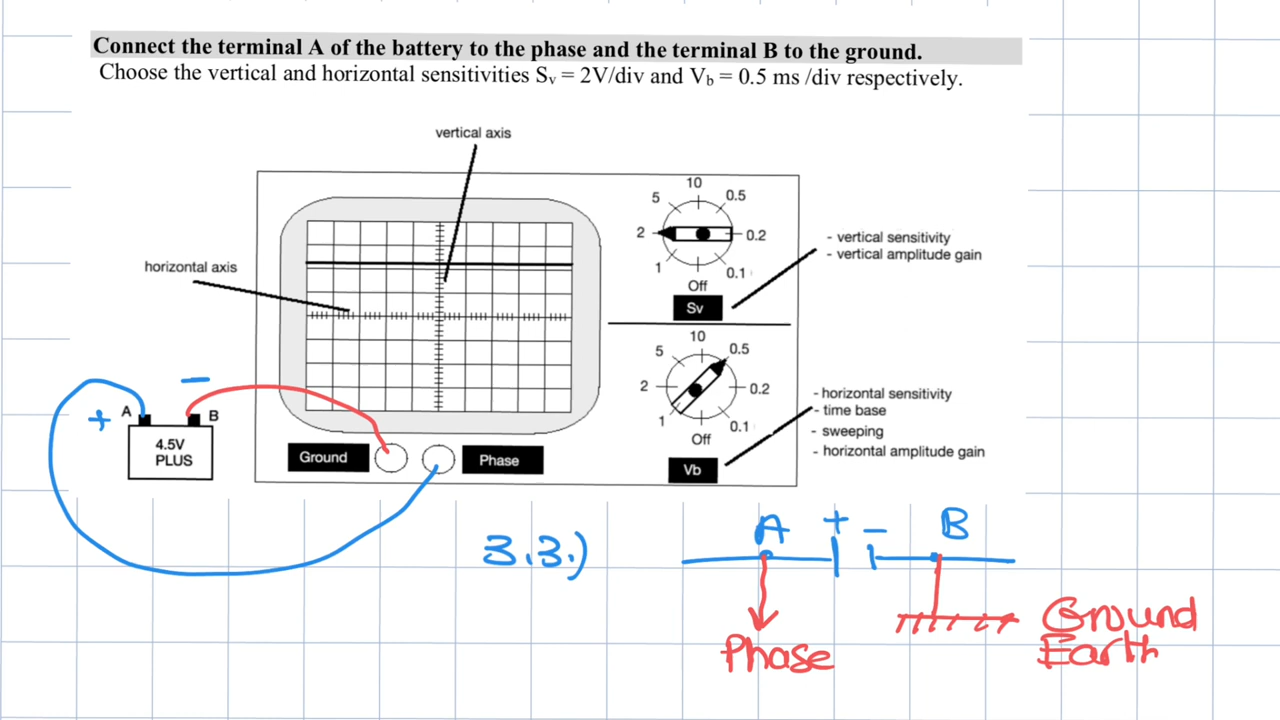 Connect the terminal A of the battery to the phase and the terminal B to the ground.
Choose the vertical and horizontal sensitivities Sv = 2V/div and Vb = 0.5 ms /div respectively.
vertical axis
horizontal axis
10
5
0.5
2
0.2
1
0.1
Off
Sv
- vertical sensitivity
- vertical amplitude gain
10
5
0.5
2
0.2
1
0.1
Off
Vb
- horizontal sensitivity
- time base
- sweeping
- horizontal amplitude gain
+
−
A
B
4.5V
PLUS
Ground
Phase
3.3.)
A + − B
Phase
Ground
Earth